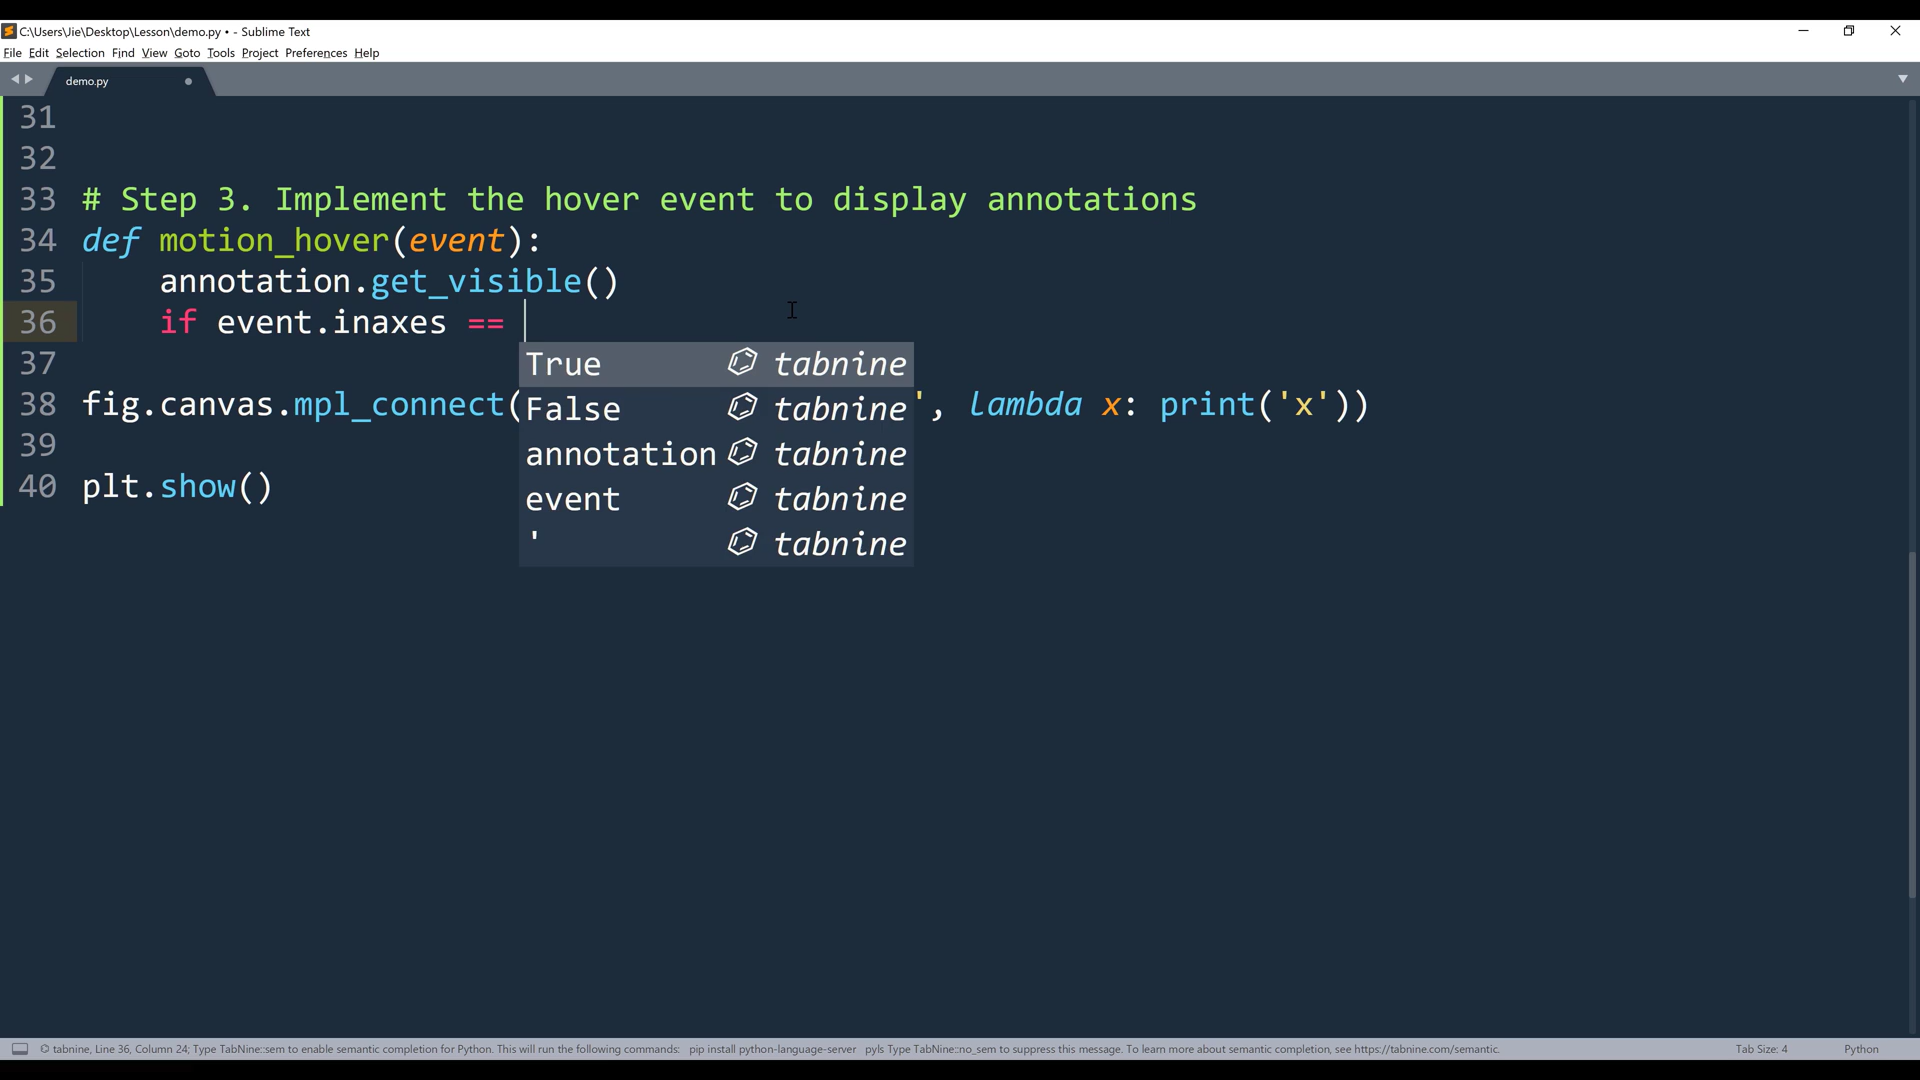 C:\Users\Jie\Desktop\Lesson\demo.py • - Sublime Text
File Edit Selection Find View Goto Tools Project Preferences Help
demo.py
31
32
33 # Step 3. Implement the hover event to display annotations
34 def motion_hover(event):
35 annotation.get_visible()
36 if event.inaxes ==
True tabnine
37
38 fig.canvas.mpl_connect( ', lambda x: print('x'))
False tabnine
39
annotation tabnine
40 plt.show()
event tabnine
' tabnine
tabnine, Line 36, Column 24; Type TabNine::sem to enable semantic completion for Python. This will run the following commands: pip install python-language-server pyls Type TabNine::no_sem to suppress this message. To learn more about semantic completion, see https://tabnine.com/semantic. Tab Size: 4 Python